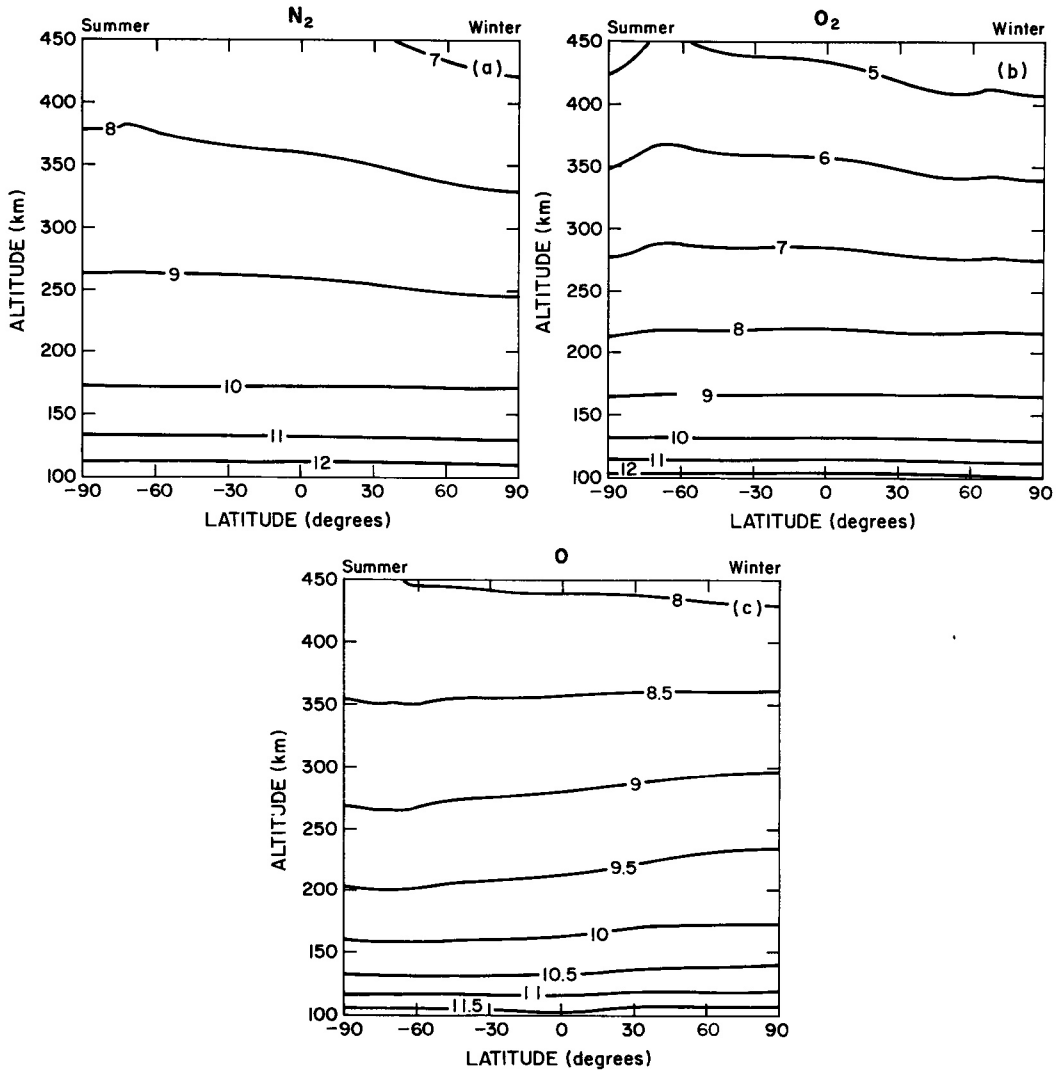 N2
Summer
Winter
450
400
350
300
250
200
150
100
ALTITUDE (km)
7
(a)
8
9
10
11
12
-90 -60 -30 0 30 60 90
LATITUDE (degrees)
O2
Summer
Winter
450
400
350
300
250
200
150
100
ALTITUDE (km)
5
(b)
6
7
8
9
10
11
12
-90 -60 -30 0 30 60 90
LATITUDE (degrees)
O
Summer
Winter
450
400
350
300
250
200
150
100
ALTITUDE (km)
8
(c)
8.5
9
9.5
10
10.5
11
11.5
-90 -60 -30 0 30 60 90
LATITUDE (degrees)